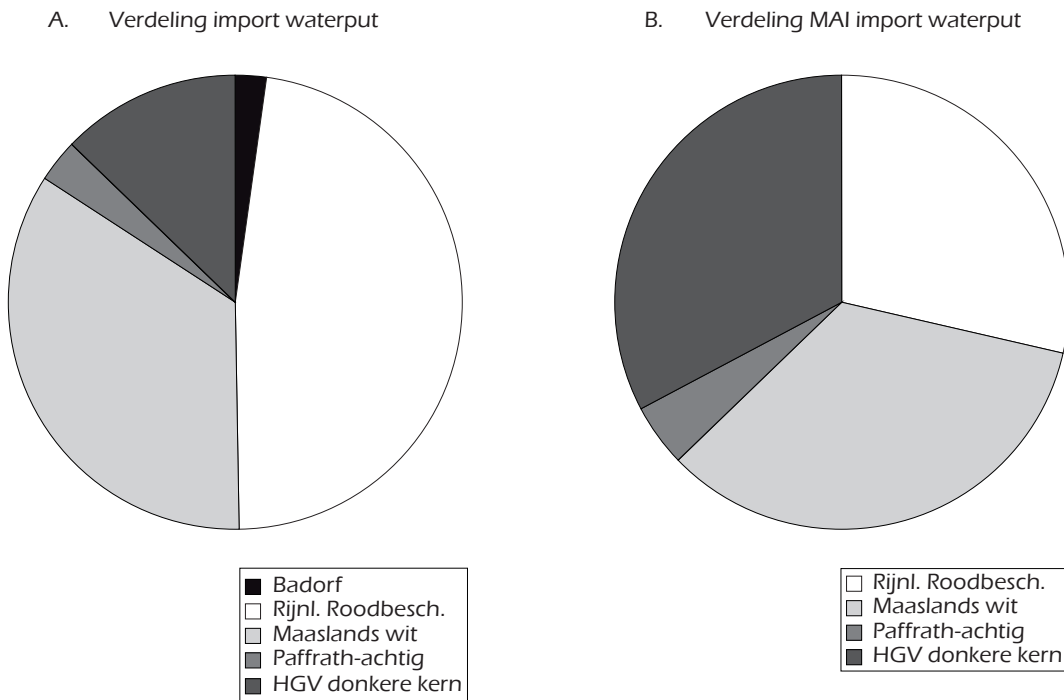 A. Verdeling import waterput
Badorf
Rijnl. Roodbesch.
Maaslands wit
Paffrath-achtig
HGV donkere kern
B. Verdeling MAI import waterput
Rijnl. Roodbesch.
Maaslands wit
Paffrath-achtig
HGV donkere kern